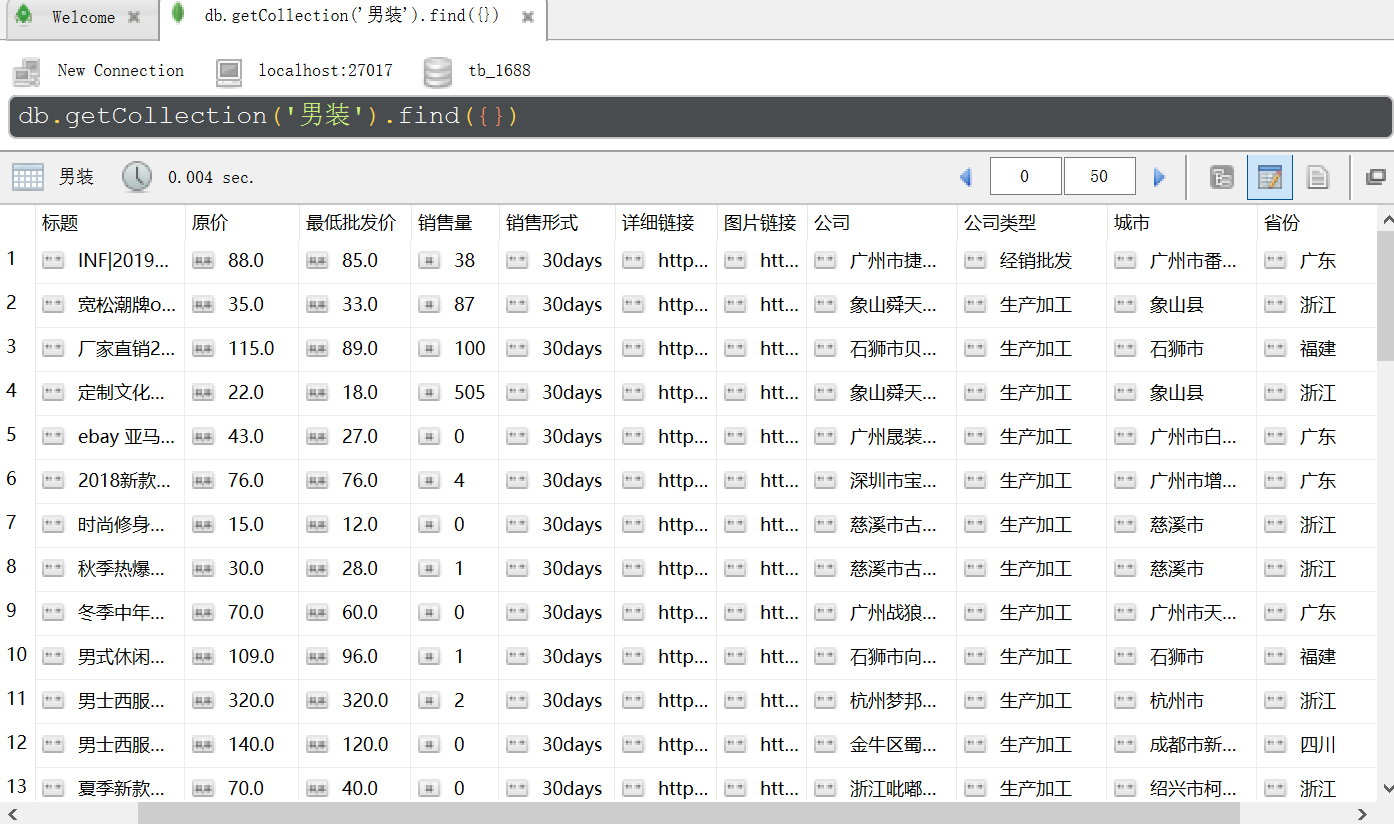 Welcome db.getCollection('男装').find({})
New Connection localhost:27017 tb_1688
db.getCollection('男装').find({})
男装 0.004 sec. 0 50
标题 原价 最低批发价 销售量 销售形式 详细链接 图片链接 公司 公司类型 城市 省份
1 INF|2019... 88.0 85.0 38 30days http... htt... 广州市捷... 经销批发 广州市番... 广东
2 宽松潮牌o... 35.0 33.0 87 30days http... htt... 象山舜天... 生产加工 象山县 浙江
3 厂家直销2... 115.0 89.0 100 30days http... htt... 石狮市贝... 生产加工 石狮市 福建
4 定制文化... 22.0 18.0 505 30days http... htt... 象山舜天... 生产加工 象山县 浙江
5 ebay 亚马... 43.0 27.0 0 30days http... htt... 广州晟装... 生产加工 广州市白... 广东
6 2018新款... 76.0 76.0 4 30days http... htt... 深圳市宝... 生产加工 广州市增... 广东
7 时尚修身... 15.0 12.0 0 30days http... htt... 慈溪市古... 生产加工 慈溪市 浙江
8 秋季热爆... 30.0 28.0 1 30days http... htt... 慈溪市古... 生产加工 慈溪市 浙江
9 冬季中年... 70.0 60.0 0 30days http... htt... 广州战狼... 生产加工 广州市天... 广东
10 男式休闲... 109.0 96.0 1 30days http... htt... 石狮市向... 生产加工 石狮市 福建
11 男士西服... 320.0 320.0 2 30days http... htt... 杭州梦邦... 生产加工 杭州市 浙江
12 男士西服... 140.0 120.0 0 30days http... htt... 金牛区蜀... 生产加工 成都市新... 四川
13 夏季新款... 70.0 40.0 0 30days http... htt... 浙江吡嘟... 生产加工 绍兴市柯... 浙江